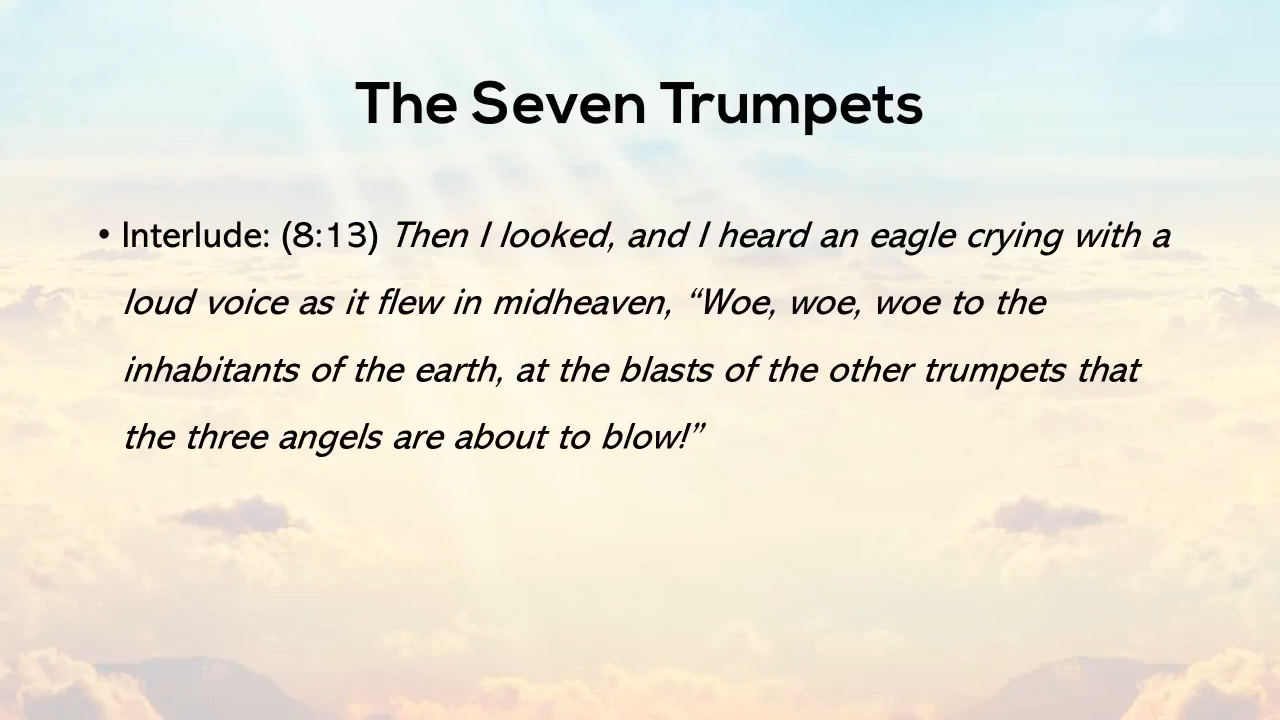 The Seven Trumpets
• Interlude: (8:13) Then I looked, and I heard an eagle crying with a
loud voice as it flew in midheaven, “Woe, woe, woe to the
inhabitants of the earth, at the blasts of the other trumpets that
the three angels are about to blow!”